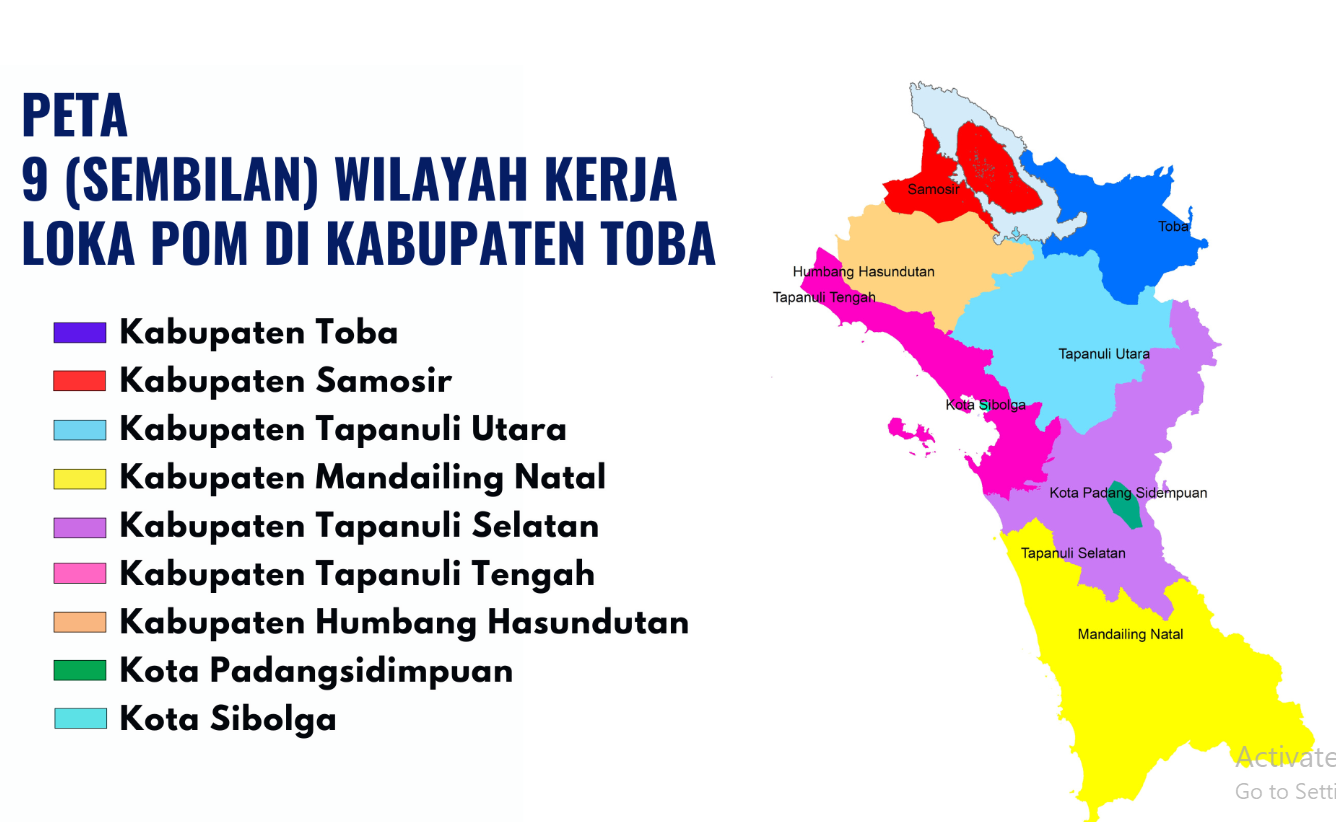 PETA
9 (SEMBILAN) WILAYAH KERJA
LOKA POM DI KABUPATEN TOBA
Kabupaten Toba
Kabupaten Samosir
Kabupaten Tapanuli Utara
Kabupaten Mandailing Natal
Kabupaten Tapanuli Selatan
Kabupaten Tapanuli Tengah
Kabupaten Humbang Hasundutan
Kota Padangsidimpuan
Kota Sibolga
Samosir
Toba
Humbang Hasundutan
Tapanuli Tengah
Tapanuli Utara
Kota Sibolga
Kota Padang Sidempuan
Tapanuli Selatan
Mandailing Natal
Activate
Go to Setti